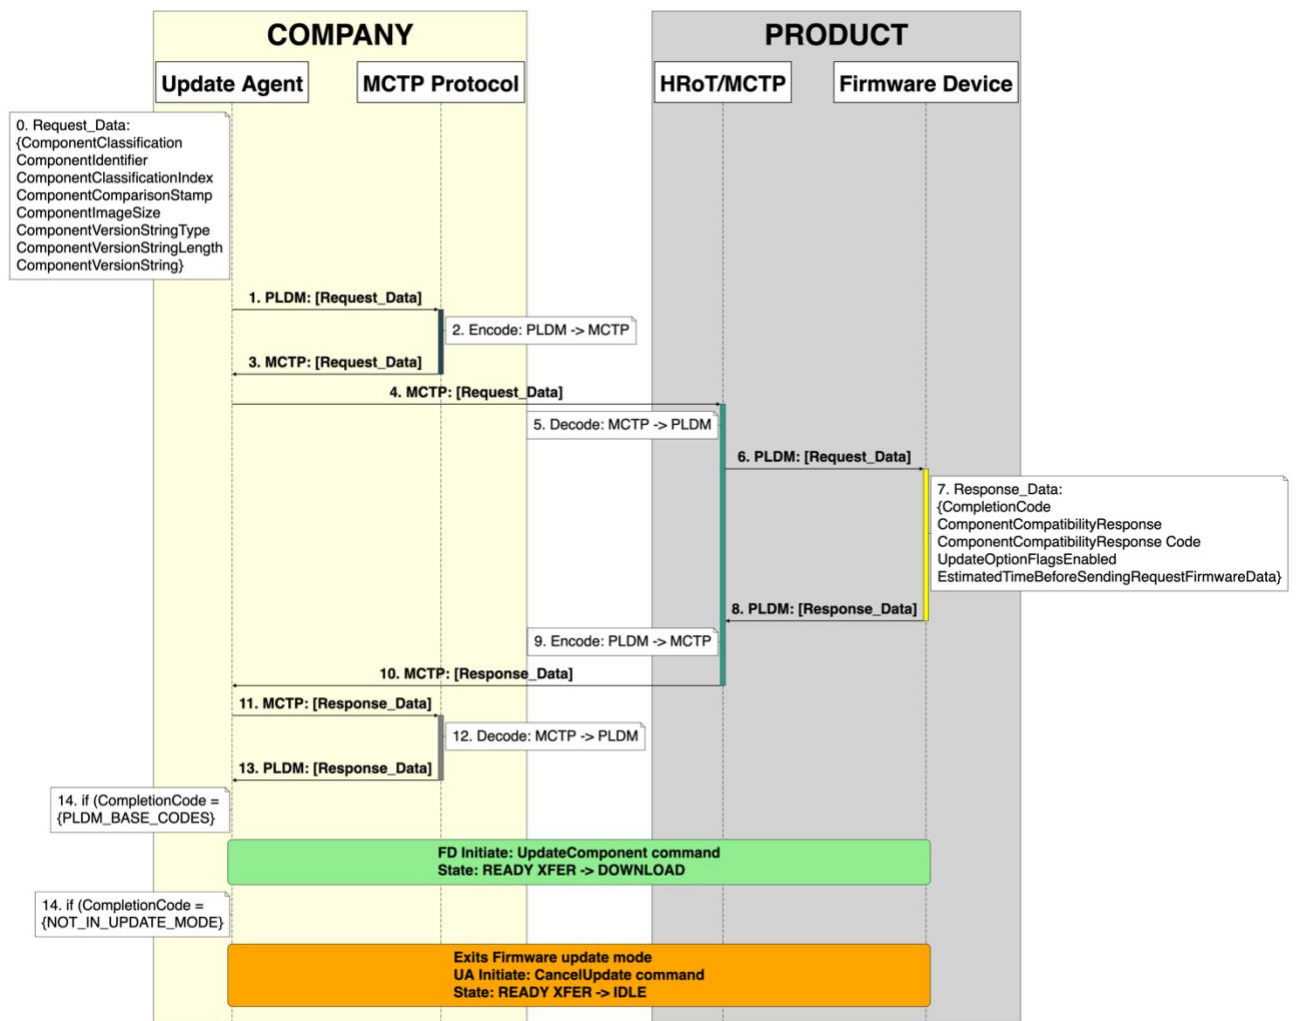 COMPANY
PRODUCT
Update Agent
MCTP Protocol
HRoT/MCTP
Firmware Device
0. Request_Data:
{ComponentClassification
ComponentIdentifier
ComponentClassificationIndex
ComponentComparisonStamp
ComponentImageSize
ComponentVersionStringType
ComponentVersionStringLength
ComponentVersionString}
1. PLDM: [Request_Data]
2. Encode: PLDM -> MCTP
3. MCTP: [Request_Data]
4. MCTP: [Request_Data]
5. Decode: MCTP -> PLDM
6. PLDM: [Request_Data]
7. Response_Data:
{CompletionCode
ComponentCompatibilityResponse
ComponentCompatibilityResponse Code
UpdateOptionFlagsEnabled
EstimatedTimeBeforeSendingRequestFirmwareData}
8. PLDM: [Response_Data]
9. Encode: PLDM -> MCTP
10. MCTP: [Response_Data]
11. MCTP: [Response_Data]
12. Decode: MCTP -> PLDM
13. PLDM: [Response_Data]
14. if (CompletionCode =
{PLDM_BASE_CODES}
FD Initiate: UpdateComponent command
State: READY XFER -> DOWNLOAD
14. if (CompletionCode =
{NOT_IN_UPDATE_MODE}
Exits Firmware update mode
UA Initiate: CancelUpdate command
State: READY XFER -> IDLE